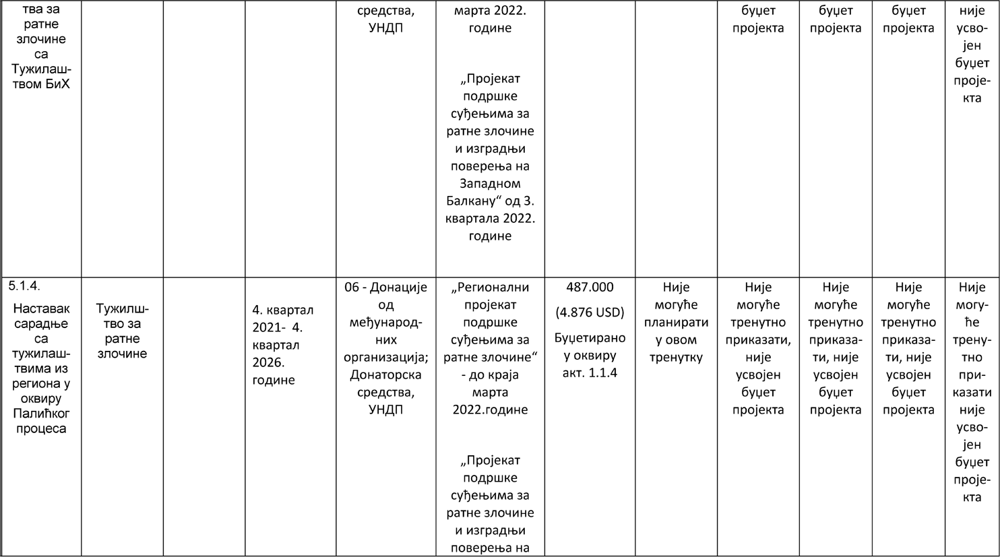 тва за
ратне
злочине
са
Тужилаш-
твом БиХ
средства,
УНДП
марта 2022.
године
„Пројекат
подршке
суђењима за
ратне злочине
и изградњи
поверења на
Западном
Балкану“ од 3.
квартала 2022.
године
буџет
пројекта
буџет
пројекта
буџет
пројекта
није
усво-
јен
буџет
проје-
кта
5.1.4.
Наставак
сарадње
са
тужилаш-
твима из
региона у
оквиру
Палићког
процеса
Тужилш-
тво за
ратне
злочине
4. квартал
2021- 4.
квартал
2026.
године
06 - Донације
од
међународ-
них
организација;
Донаторска
средства,
УНДП
„Регионални
пројекат
подршке
суђењима за
ратне злочине“
- до краја
марта
2022.године
„Пројекат
подршке
суђењима за
ратне злочине
и изградњи
поверења на
487.000
(4.876 USD)
Буџетирано
у оквиру
акт. 1.1.4
Није
могуће
планирати
у овом
тренутку
Није
могуће
тренутно
приказати,
није
усвојен
буџет
пројекта
Није
могуће
тренутно
приказа-
ти, није
усвојен
буџет
пројекта
Није
могуће
тренутно
приказа-
ти, није
усвојен
буџет
пројекта
Није
могу-
ће
трену-
тно
при-
казати
није
усво-
јен
буџет
проје-
кта